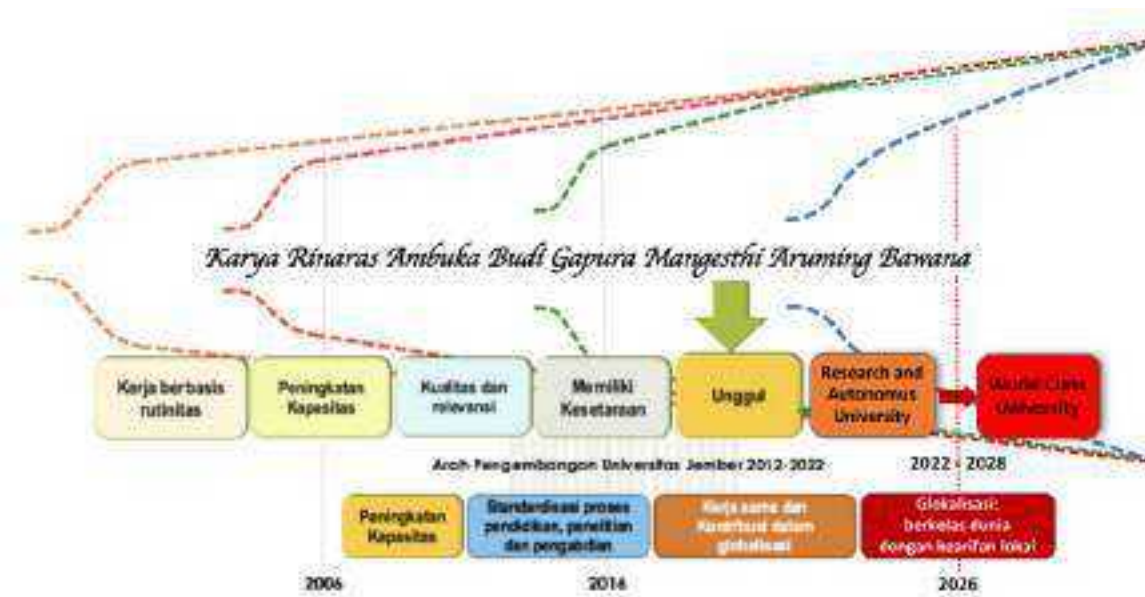 Karya Rinaras Ambuka Budi Gapura Mangesthi Aruming Bawana
Kerja berbasis
rutinitas
Peningkatan
Kapasitas
Kualitas dan
relevansi
Memiliki
Kesetaraan
Unggul
Research and
Autonomus
University
World Class
University
Arah Pengembangan Universitas Jember 2012-2022
2022 - 2028
Peningkatan
Kapasitas
Standardisasi proses
pendidikan, penelitian
dan pengabdian
Kerja sama dan
Kontribusi dalam
globalisasi
Glokalisasi:
berkelas dunia
dengan kearifan lokal
2006
2016
2026